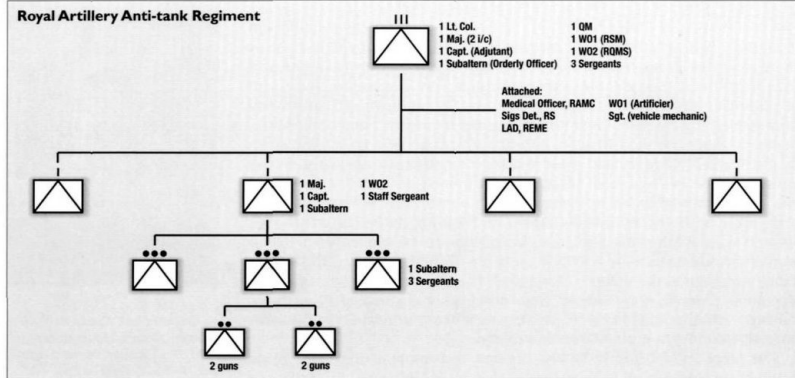 Royal Artillery Anti-tank Regiment
1 Lt. Col.
1 Maj. (2 i/c)
1 Capt. (Adjutant)
1 Subaltern (Orderly Officer)
1 QM
1 WO1 (RSM)
1 WO2 (RQMS)
3 Sergeants
Attached:
Medical Officer, RAMC
Sigs Det., RS
LAD, REME
WO1 (Artificier)
Sgt. (vehicle mechanic)
1 Maj.
1 Capt.
1 Subaltern
1 WO2
1 Staff Sergeant
1 Subaltern
3 Sergeants
2 guns
2 guns